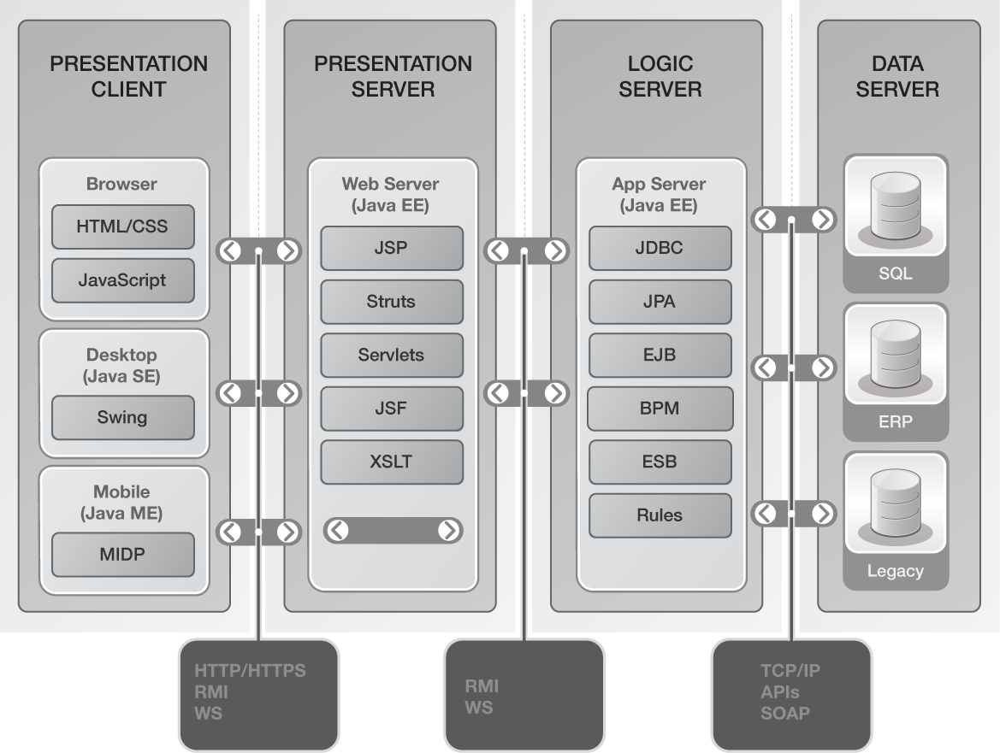 PRESENTATION
CLIENT
Browser
HTML/CSS
JavaScript
Desktop
(Java SE)
Swing
Mobile
(Java ME)
MIDP
PRESENTATION
SERVER
Web Server
(Java EE)
JSP
Struts
Servlets
JSF
XSLT
LOGIC
SERVER
App Server
(Java EE)
JDBC
JPA
EJB
BPM
ESB
Rules
DATA
SERVER
SQL
ERP
Legacy
HTTP/HTTPS
RMI
WS
RMI
WS
TCP/IP
APIs
SOAP